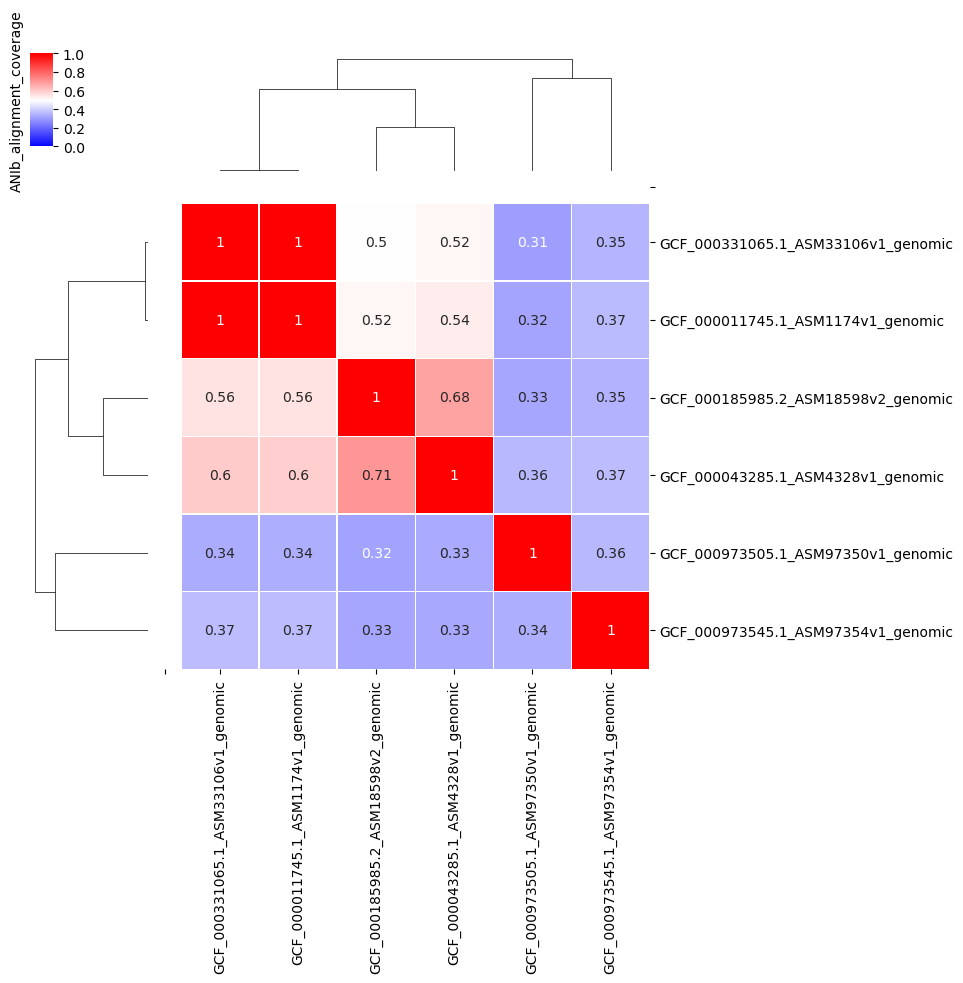 ANIb_alignment_coverage
1.0
0.8
0.6
0.4
0.2
0.0
1 1 0.5 0.52 0.31 0.35 GCF_000331065.1_ASM33106v1_genomic
1 1 0.52 0.54 0.32 0.37 GCF_000011745.1_ASM1174v1_genomic
0.56 0.56 1 0.68 0.33 0.35 GCF_000185985.2_ASM18598v2_genomic
0.6 0.6 0.71 1 0.36 0.37 GCF_000043285.1_ASM4328v1_genomic
0.34 0.34 0.32 0.33 1 0.36 GCF_000973505.1_ASM97350v1_genomic
0.37 0.37 0.33 0.33 0.34 1 GCF_000973545.1_ASM97354v1_genomic
GCF_000331065.1_ASM33106v1_genomic
GCF_000011745.1_ASM1174v1_genomic
GCF_000185985.2_ASM18598v2_genomic
GCF_000043285.1_ASM4328v1_genomic
GCF_000973505.1_ASM97350v1_genomic
GCF_000973545.1_ASM97354v1_genomic